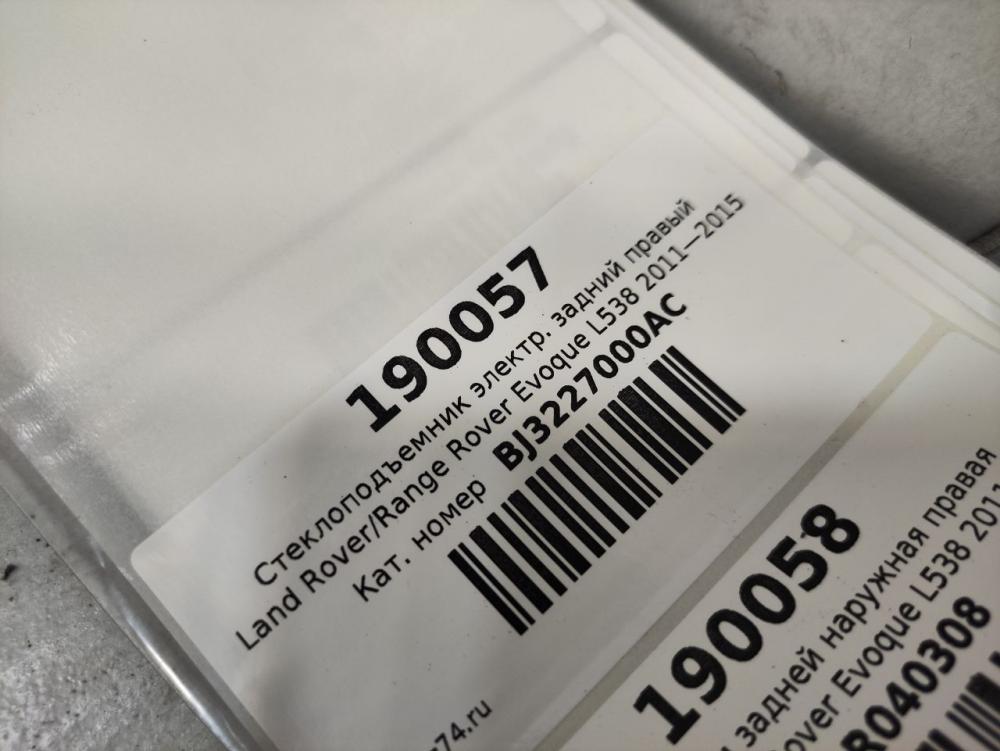 190057
Стеклоподъемник электр. задний правый
Land Rover/Range Rover Evoque L538 2011—2015
Кат. номер BJ3227000AC
74.ru
190058
задней наружная правая
over Evoque L538 201
040308